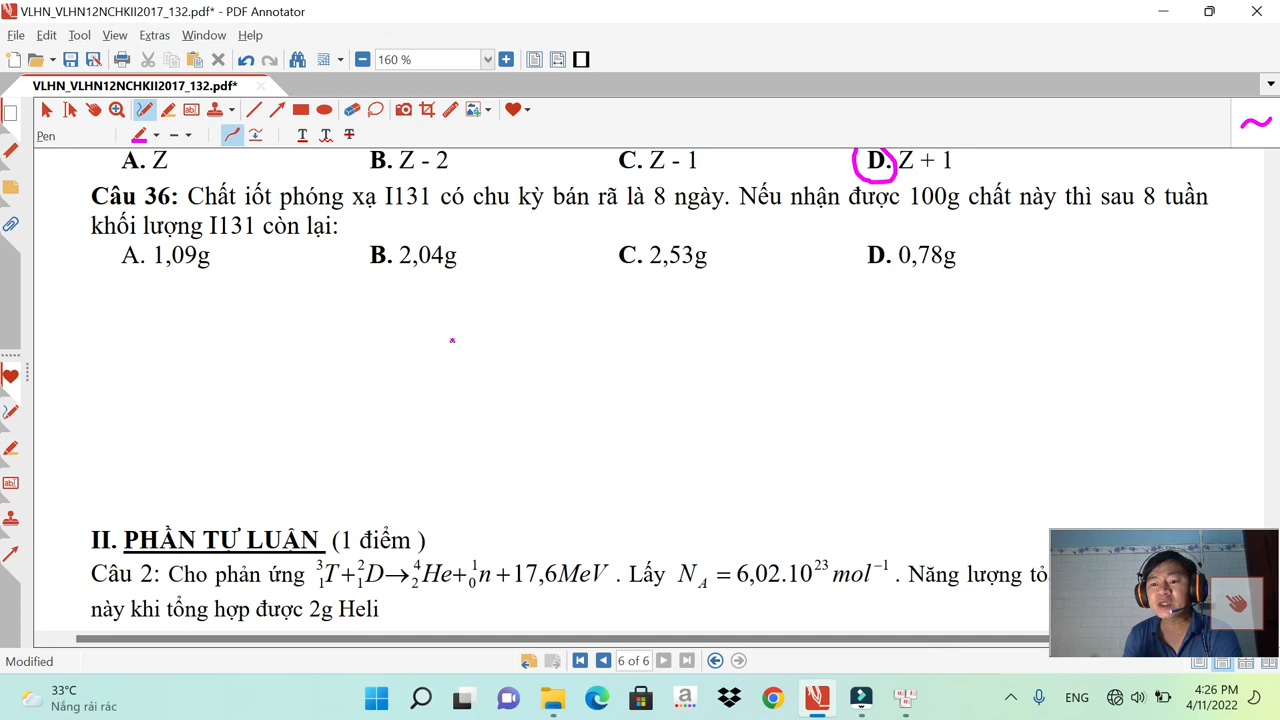 VLHN_VLHN12NCHKII2017_132.pdf* - PDF Annotator
File Edit Tool View Extras Window Help
160 %
VLHN_VLHN12NCHKII2017_132.pdf*
Pen
A. Z B. Z - 2 C. Z - 1 D. Z + 1
Câu 36: Chất iốt phóng xạ I131 có chu kỳ bán rã là 8 ngày. Nếu nhận được 100g chất này thì sau 8 tuần
khối lượng I131 còn lại:
A. 1,09g B. 2,04g C. 2,53g D. 0,78g
II. PHẦN TỰ LUẬN (1 điểm )
Câu 2: Cho phản ứng ³₁T+²₁D→⁴₂He+¹₀n+17,6MeV . Lấy N_A = 6,02.10²³ mol⁻¹ . Năng lượng tỏ
này khi tổng hợp được 2g Heli
Modified
6 of 6
33°C
Nắng rải rác
ENG
4:26 PM
4/11/2022